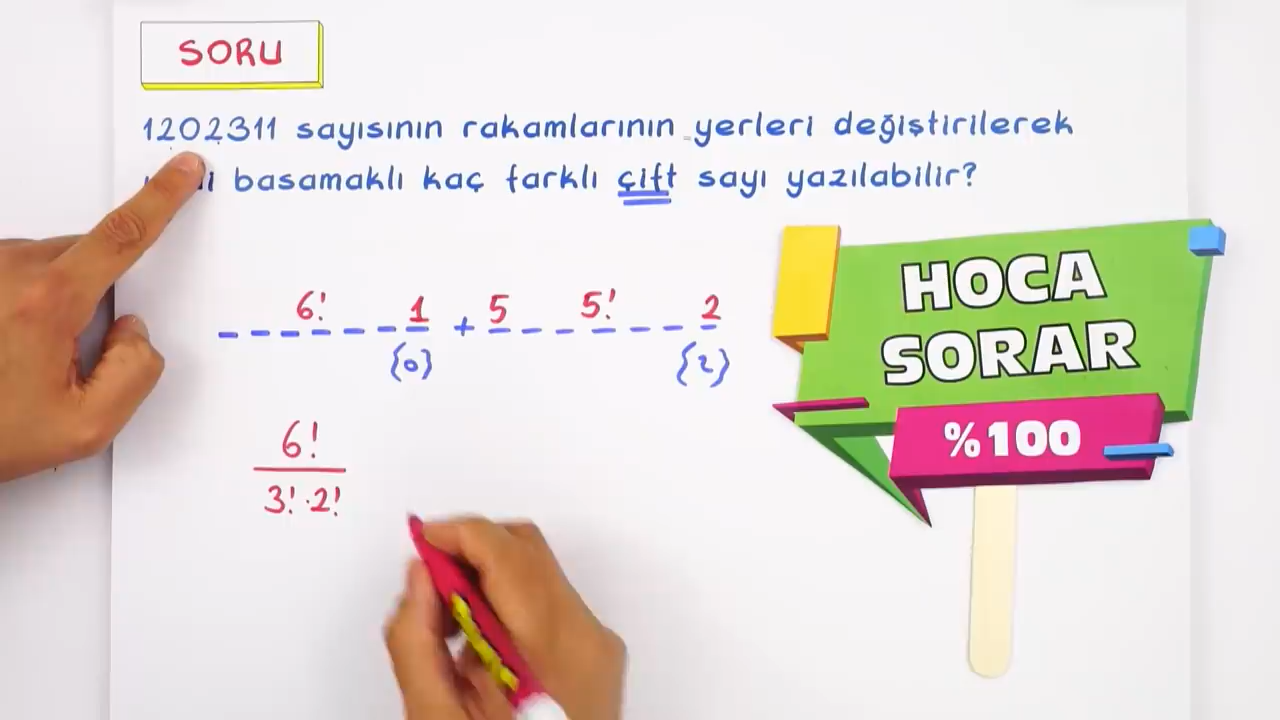 SORU
1202311 sayısının rakamlarının yerleri değiştirilerek
basamaklı kaç farklı çift sayı yazılabilir?
6! 1 + 5 5! 2
{0} {2}
6!
3!·2!
HOCA
SORAR
%100